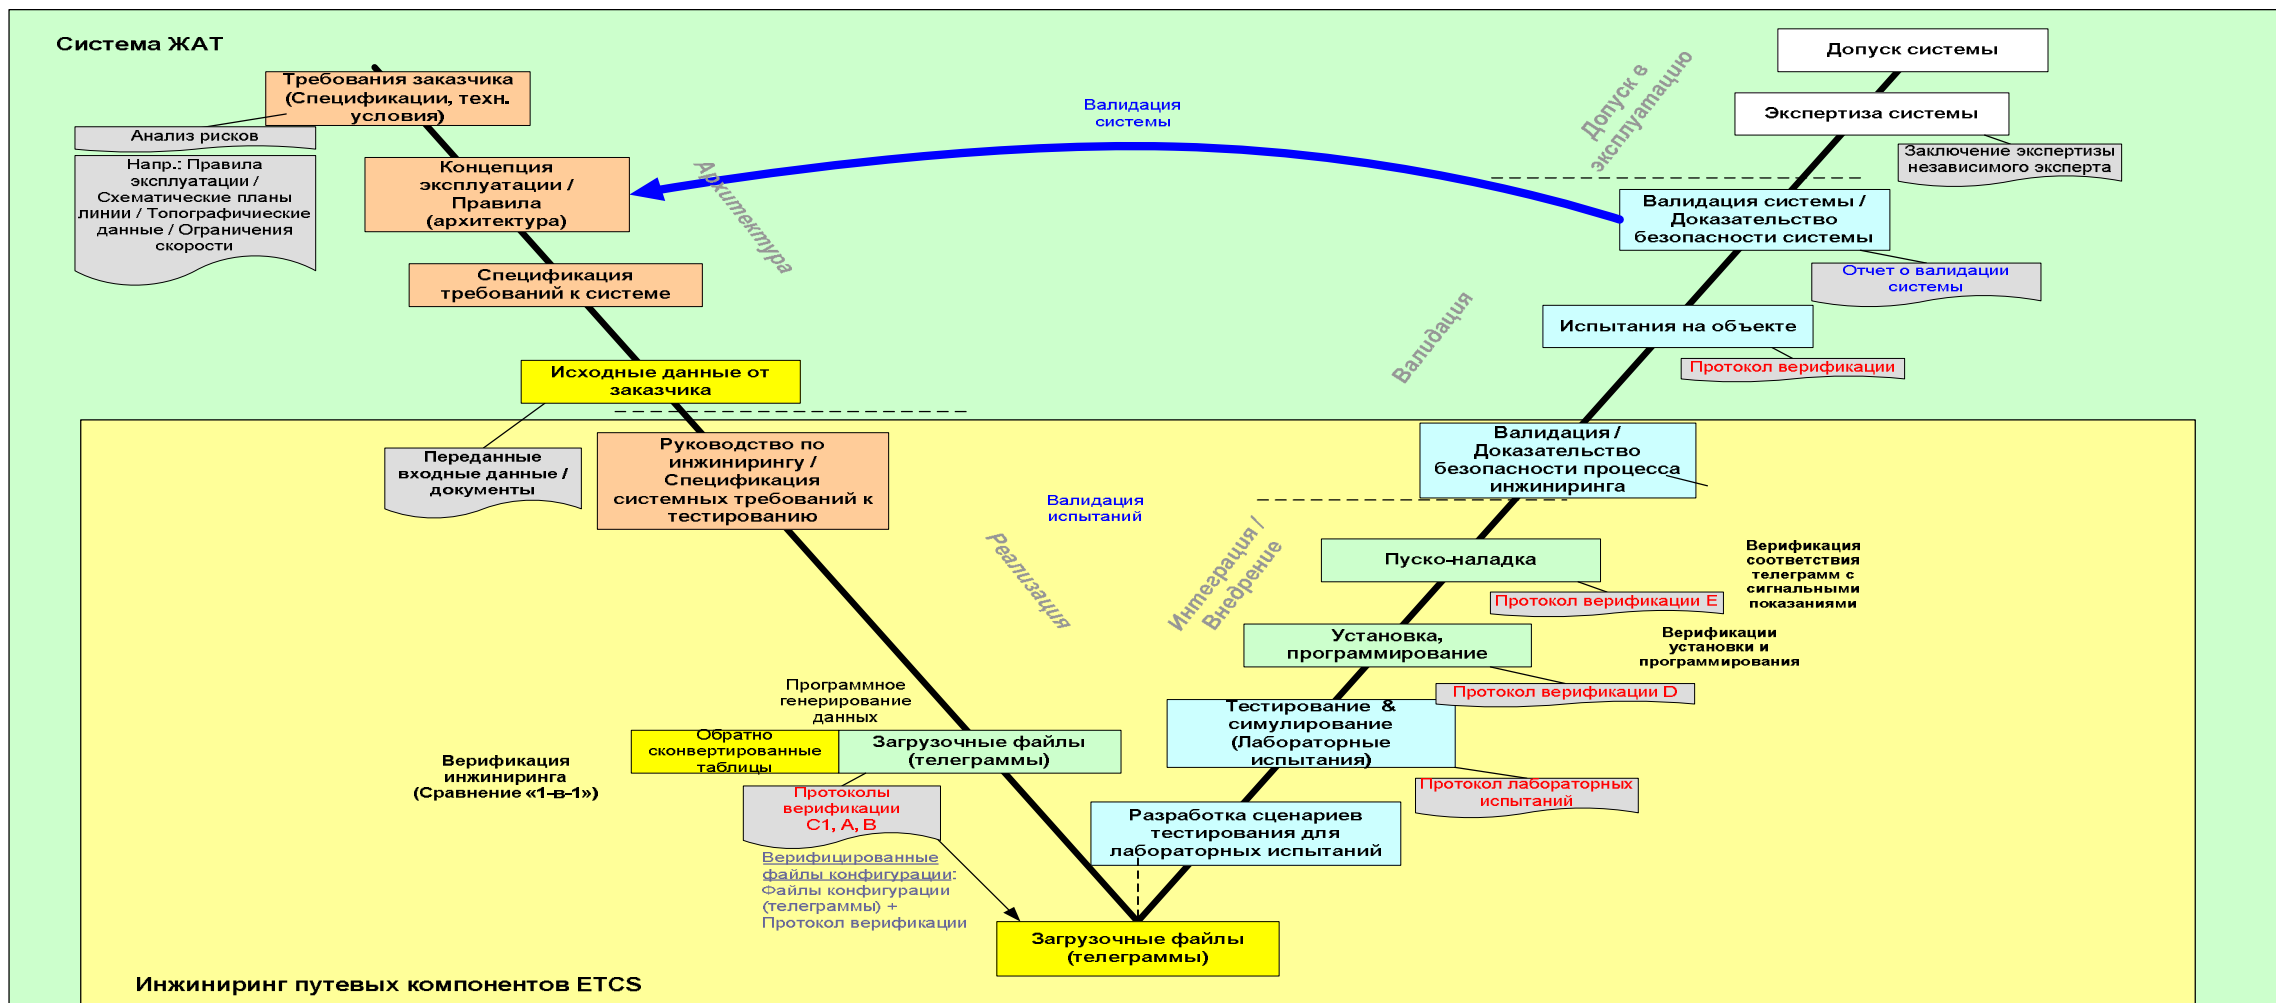 Система ЖАТ
Требования заказчика
(Спецификации, техн.
условия)
Анализ рисков
Напр.: Правила
эксплуатации /
Схематические планы
линии / Топографичиеские
данные / Ограничения
скорости
Концепция
эксплуатации /
Правила
(архитектура)
Архитектура
Спецификация
требований к системе
Исходные данные от
заказчика
Валидация
системы
Допуск системы
Допуск в
эксплуатацию
Экспертиза системы
Заключение экспертизы
независимого эксперта
Валидация системы /
Доказательство
безопасности системы
Отчет о валидации
системы
Валидация
Испытания на объекте
Протокол верификации
Переданные
входные данные /
документы
Руководство по
инжинирингу /
Спецификация
системных требований к
тестированию
Реализация
Валидация
испытаний
Валидация /
Доказательство
безопасности процесса
инжиниринга
Интеграция /
Внедрение
Пуско-наладка
Протокол верификации E
Верификация
соответствия
телеграмм с
сигнальными
показаниями
Установка,
программирование
Верификации
установки и
программирования
Протокол верификации D
Тестирование &
симулирование
(Лабораторные
испытания)
Протокол лабораторных
испытаний
Программное
генерирование
данных
Обратно
сконвертированные
таблицы
Загрузочные файлы
(телеграммы)
Верификация
инжиниринга
(Сравнение «1-в-1»)
Протоколы
верификации
C1, A, B
Верифицированные
файлы конфигурации:
Файлы конфигурации
(телеграммы) +
Протокол верификации
Разработка сценариев
тестирования для
лабораторных испытаний
Загрузочные файлы
(телеграммы)
Инжиниринг путевых компонентов ETCS